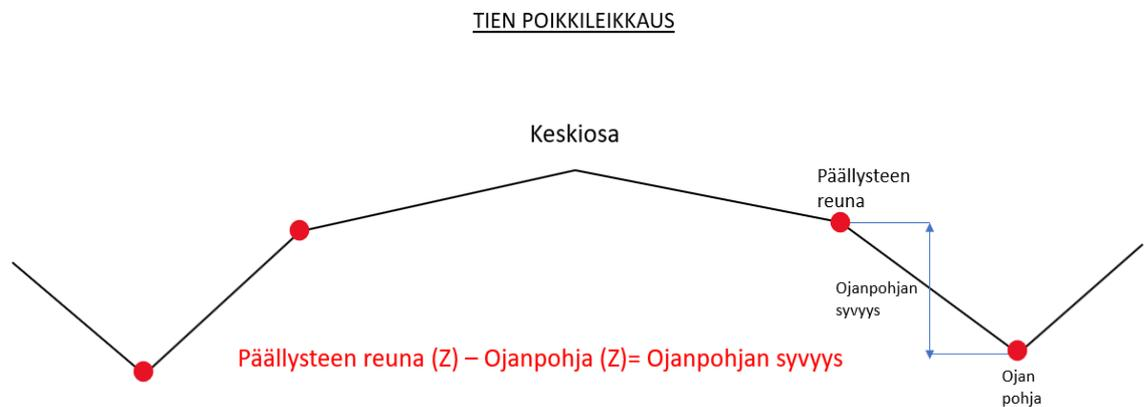 TIEN POIKKILEIKKAUS
Keskiosa
Päällysteen
reuna
Ojanpohjan
syvyys
Päällysteen reuna (Z) – Ojanpohja (Z)= Ojanpohjan syvyys
Ojan
pohja